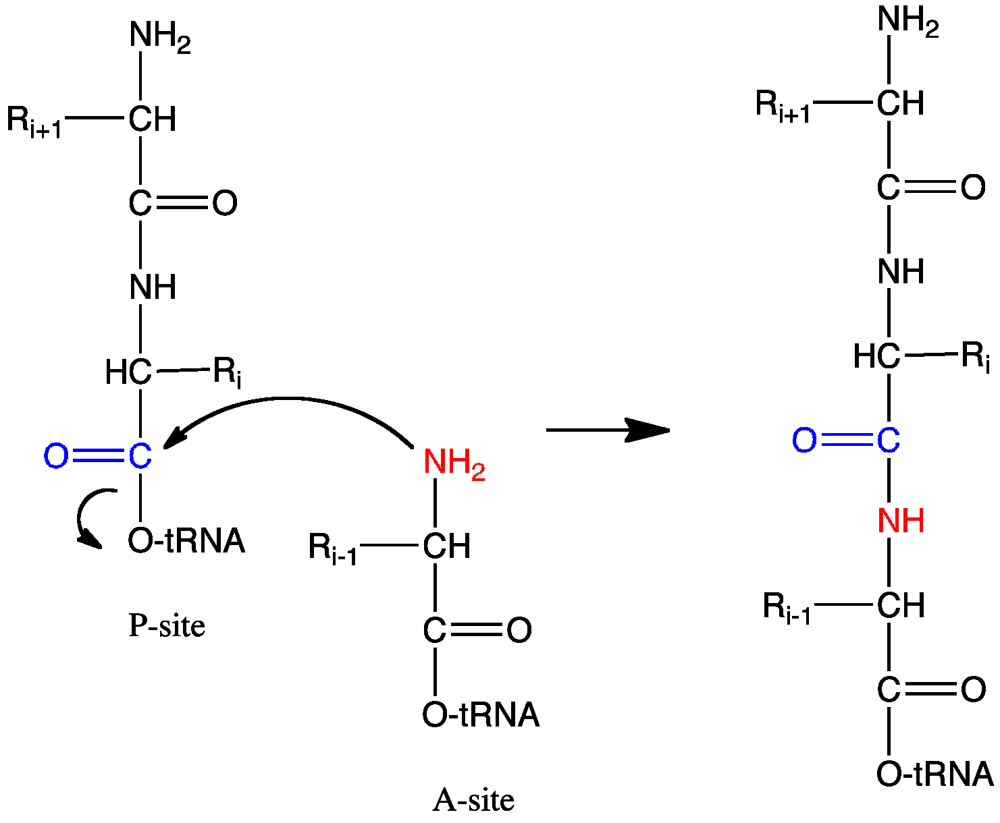 NH₂
Rᵢ₊₁ CH
C O
NH
HC Rᵢ
O C
O-tRNA
P-site
NH₂
Rᵢ₋₁ CH
C O
O-tRNA
A-site
NH₂
Rᵢ₊₁ CH
C O
NH
HC Rᵢ
O C
NH
Rᵢ₋₁ CH
C O
O-tRNA